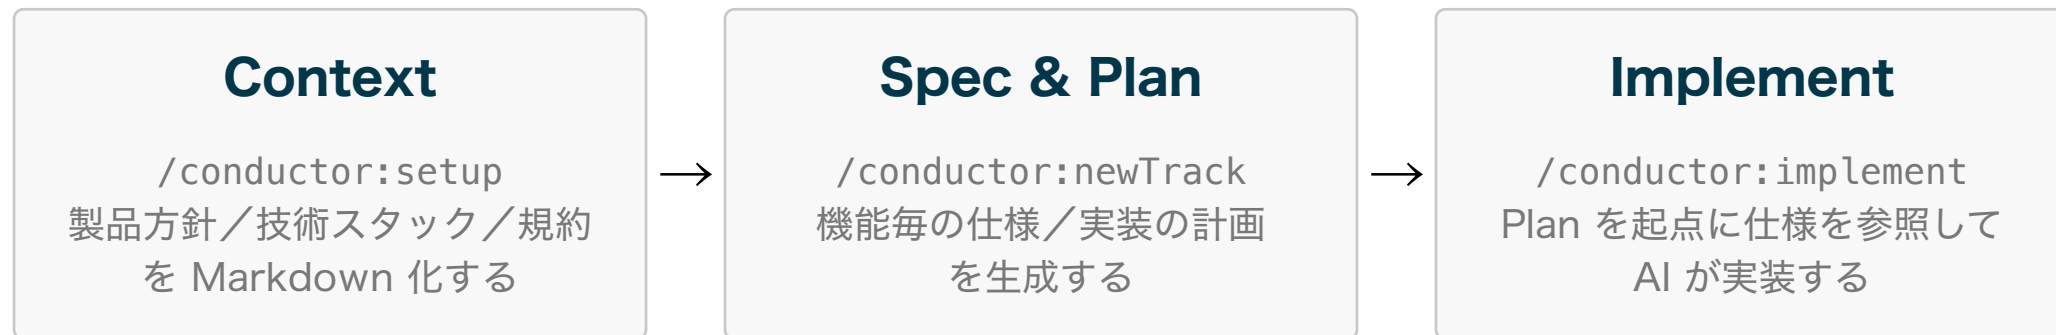 Context
/conductor:setup
製品方針／技術スタック／規約
を Markdown 化する
→
Spec & Plan
/conductor:newTrack
機能毎の仕様／実装の計画
を生成する
→
Implement
/conductor:implement
Plan を起点に仕様を参照して
AI が実装する